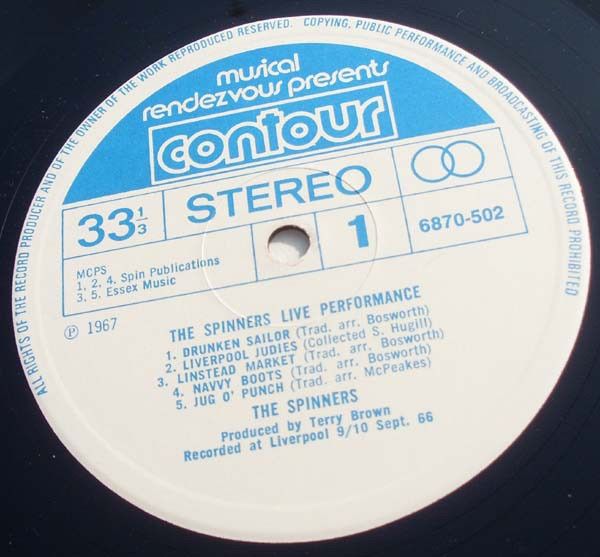 ALL RIGHTS OF THE RECORD PRODUCER AND OF THE OWNER OF THE WORK REPRODUCED RESERVED. COPYING, PUBLIC PERFORMANCE AND BROADCASTING OF THIS RECORD PROHIBITED
musical
rendezvous presents
contour
33 1/3 STEREO
1 6870-502
MCPS
1, 2, 4. Spin Publications
3, 5. Essex Music
Ⓟ 1967
THE SPINNERS LIVE PERFORMANCE
1. DRUNKEN SAILOR (Trad. arr. Bosworth)
2. LIVERPOOL JUDIES (Collected S. Hugill)
3. LINSTEAD MARKET (Trad. arr. Bosworth)
4. NAVVY BOOTS (Trad. arr. Bosworth)
5. JUG O' PUNCH (Trad. arr. McPeakes)
THE SPINNERS
Produced by Terry Brown
Recorded at Liverpool 9/10 Sept. 66